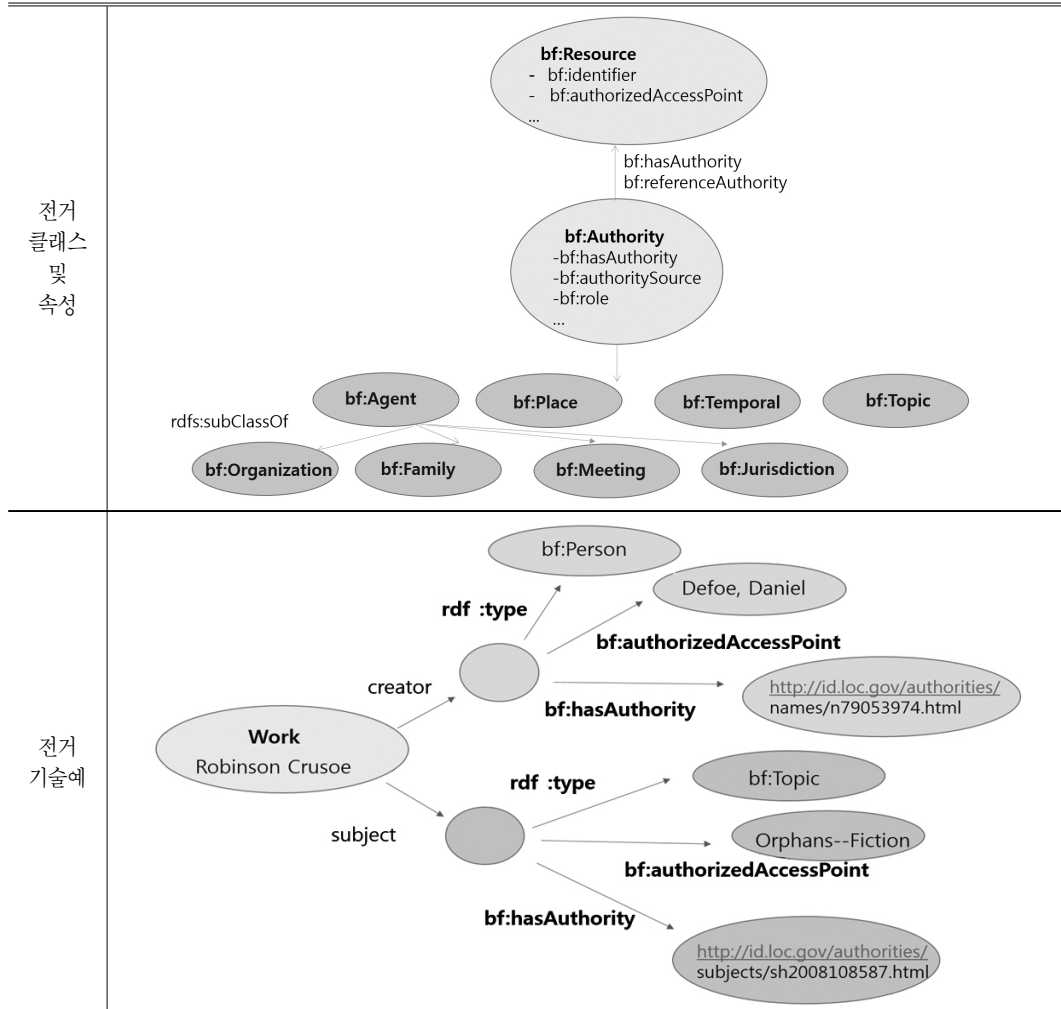 전거
클래스
및
속성
bf:Resource
- bf:identifier
- bf:authorizedAccessPoint
...
bf:hasAuthority
bf:referenceAuthority
bf:Authority
-bf:hasAuthority
-bf:authoritySource
-bf:role
...
bf:Agent
bf:Place
bf:Temporal
bf:Topic
rdfs:subClassOf
bf:Organization
bf:Family
bf:Meeting
bf:Jurisdiction
전거
기술예
bf:Person
rdf :type
Defoe, Daniel
bf:authorizedAccessPoint
creator
http://id.loc.gov/authorities/
names/n79053974.html
bf:hasAuthority
Work
Robinson Crusoe
rdf :type
bf:Topic
subject
Orphans--Fiction
bf:authorizedAccessPoint
bf:hasAuthority
http://id.loc.gov/authorities/
subjects/sh2008108587.html